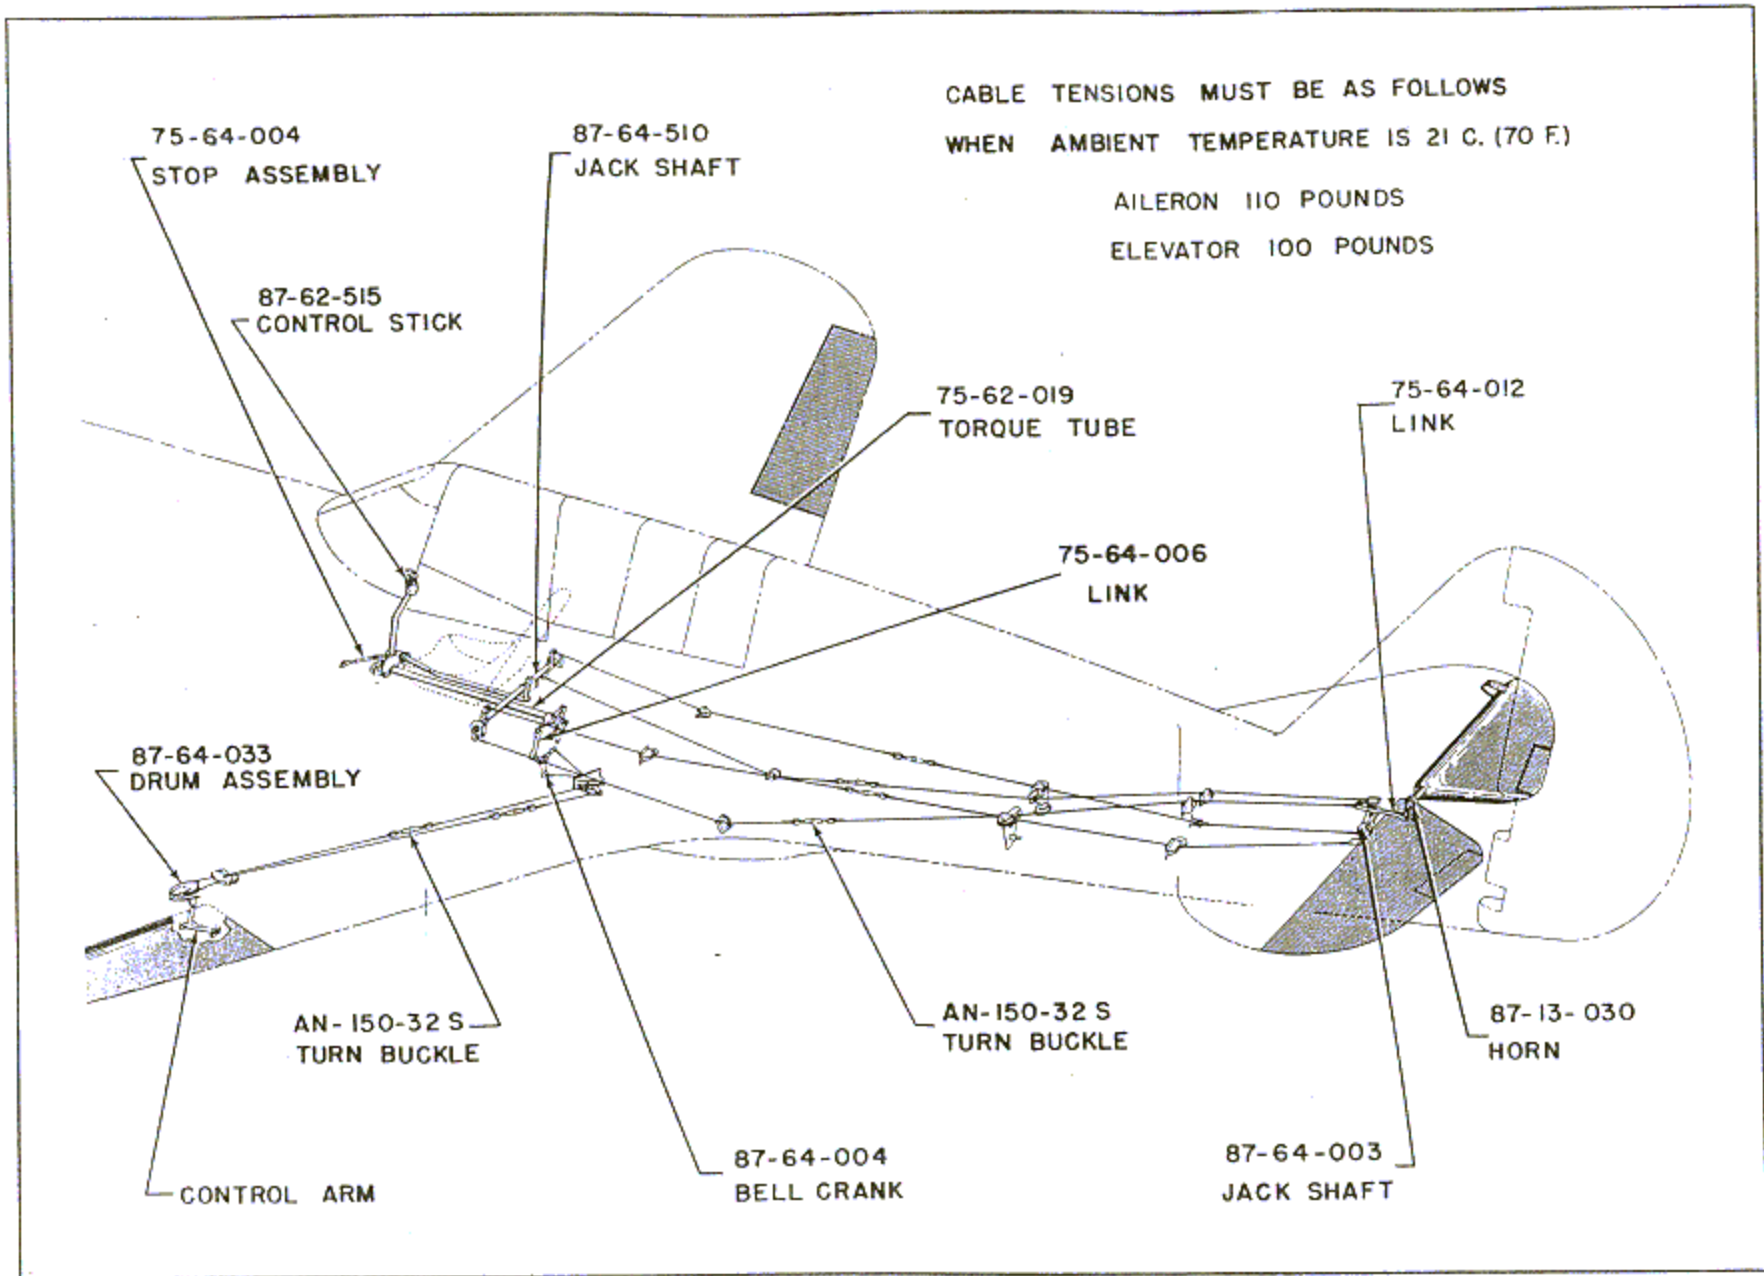 CABLE TENSIONS MUST BE AS FOLLOWS
WHEN AMBIENT TEMPERATURE IS 21 C. (70 F.)
AILERON 110 POUNDS
ELEVATOR 100 POUNDS
75-64-004
STOP ASSEMBLY
87-64-510
JACK SHAFT
87-62-515
CONTROL STICK
75-62-019
TORQUE TUBE
75-64-012
LINK
75-64-006
LINK
87-64-033
DRUM ASSEMBLY
AN-150-32 S
TURN BUCKLE
AN-150-32 S
TURN BUCKLE
87-13-030
HORN
CONTROL ARM
87-64-004
BELL CRANK
87-64-003
JACK SHAFT